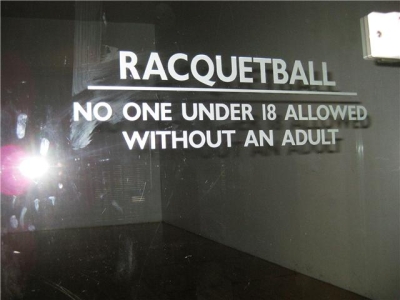 RACQUETBALL
NO ONE UNDER 18 ALLOWED
WITHOUT AN ADULT